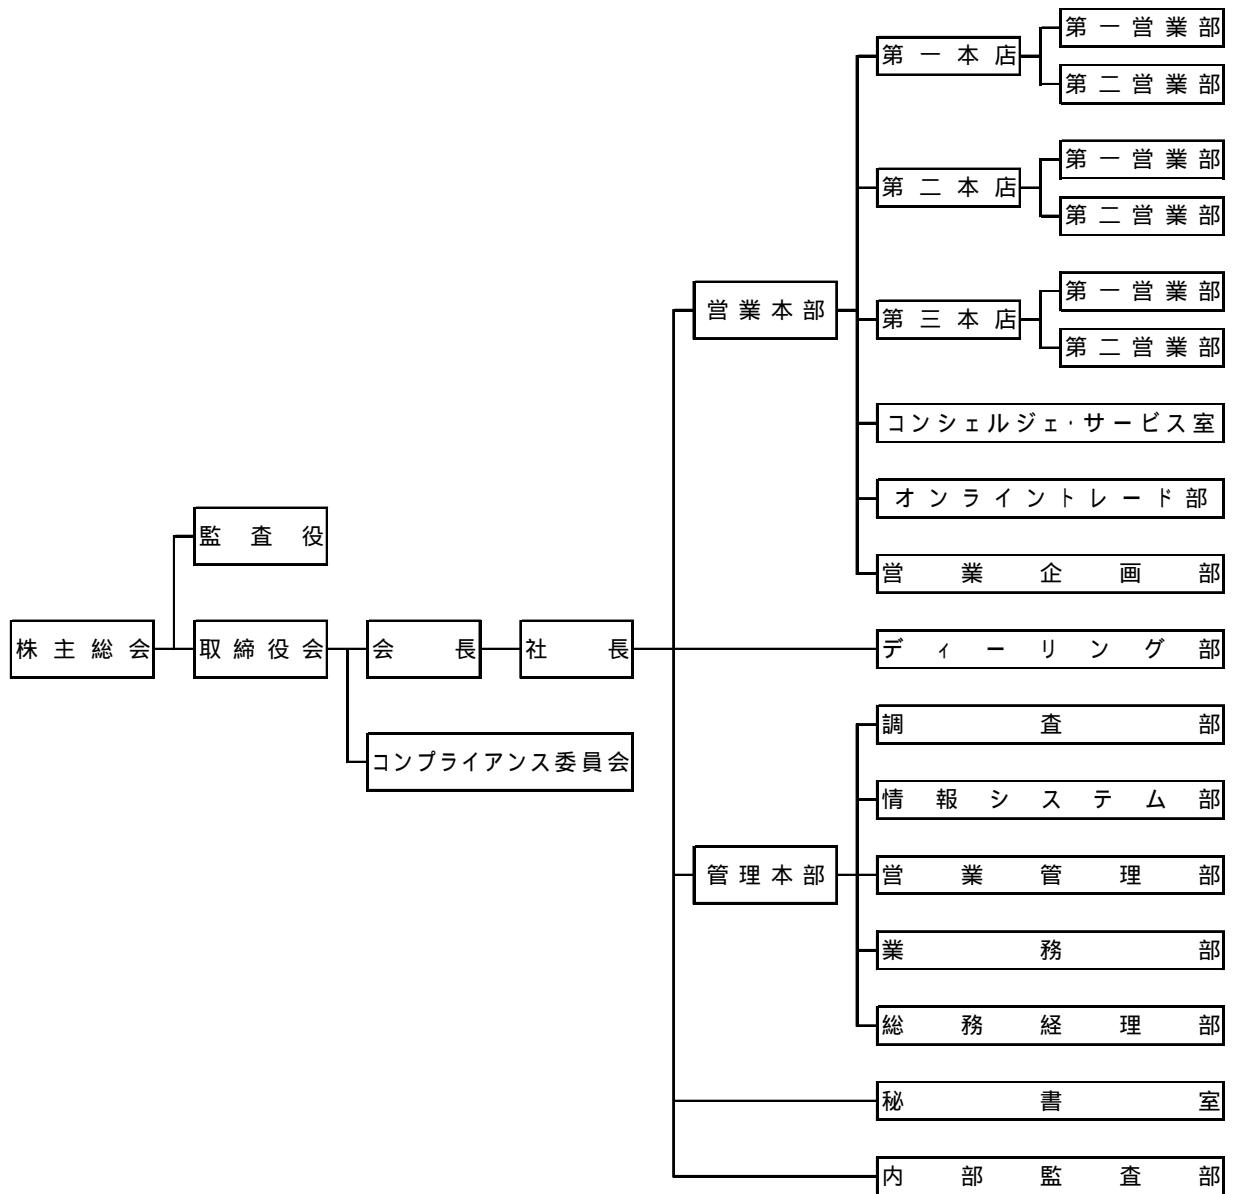 第一営業部
第一本店
第二営業部
第一営業部
第二本店
第二営業部
第一営業部
営業本部
第三本店
第二営業部
コンシェルジェ・サービス室
オンライントレード部
監査役
営業企画部
株主総会
取締役会
会長
社長
ディーリング部
調査部
コンプライアンス委員会
情報システム部
管理本部
営業管理部
業務部
総務経理部
秘書室
内部監査部